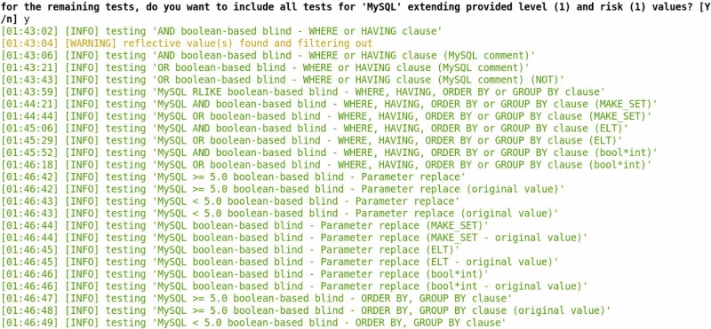 for the remaining tests, do you want to include all tests for 'MySQL' extending provided level (1) and risk (1) values? [Y
/n] y
[01:43:02] [INFO] testing 'AND boolean-based blind - WHERE or HAVING clause'
[01:43:04] [WARNING] reflective value(s) found and filtering out
[01:43:06] [INFO] testing 'AND boolean-based blind - WHERE or HAVING clause (MySQL comment)'
[01:43:21] [INFO] testing 'OR boolean-based blind - WHERE or HAVING clause (MySQL comment)'
[01:43:43] [INFO] testing 'OR boolean-based blind - WHERE or HAVING clause (MySQL comment) (NOT)'
[01:43:59] [INFO] testing 'MySQL RLIKE boolean-based blind - WHERE, HAVING, ORDER BY or GROUP BY clause'
[01:44:21] [INFO] testing 'MySQL AND boolean-based blind - WHERE, HAVING, ORDER BY or GROUP BY clause (MAKE_SET)'
[01:44:44] [INFO] testing 'MySQL OR boolean-based blind - WHERE, HAVING, ORDER BY or GROUP BY clause (MAKE_SET)'
[01:45:06] [INFO] testing 'MySQL AND boolean-based blind - WHERE, HAVING, ORDER BY or GROUP BY clause (ELT)'
[01:45:29] [INFO] testing 'MySQL OR boolean-based blind - WHERE, HAVING, ORDER BY or GROUP BY clause (ELT)'
[01:45:52] [INFO] testing 'MySQL AND boolean-based blind - WHERE, HAVING, ORDER BY or GROUP BY clause (bool*int)'
[01:46:18] [INFO] testing 'MySQL OR boolean-based blind - WHERE, HAVING, ORDER BY or GROUP BY clause (bool*int)'
[01:46:42] [INFO] testing 'MySQL >= 5.0 boolean-based blind - Parameter replace'
[01:46:42] [INFO] testing 'MySQL >= 5.0 boolean-based blind - Parameter replace (original value)'
[01:46:43] [INFO] testing 'MySQL < 5.0 boolean-based blind - Parameter replace'
[01:46:43] [INFO] testing 'MySQL < 5.0 boolean-based blind - Parameter replace (original value)'
[01:46:44] [INFO] testing 'MySQL boolean-based blind - Parameter replace (MAKE_SET)'
[01:46:44] [INFO] testing 'MySQL boolean-based blind - Parameter replace (MAKE_SET - original value)'
[01:46:45] [INFO] testing 'MySQL boolean-based blind - Parameter replace (ELT)'
[01:46:45] [INFO] testing 'MySQL boolean-based blind - Parameter replace (ELT - original value)'
[01:46:46] [INFO] testing 'MySQL boolean-based blind - Parameter replace (bool*int)'
[01:46:46] [INFO] testing 'MySQL boolean-based blind - Parameter replace (bool*int - original value)'
[01:46:47] [INFO] testing 'MySQL >= 5.0 boolean-based blind - ORDER BY, GROUP BY clause'
[01:46:48] [INFO] testing 'MySQL >= 5.0 boolean-based blind - ORDER BY, GROUP BY clause (original value)'
[01:46:49] [INFO] testing 'MySQL < 5.0 boolean-based blind - ORDER BY, GROUP BY clause'